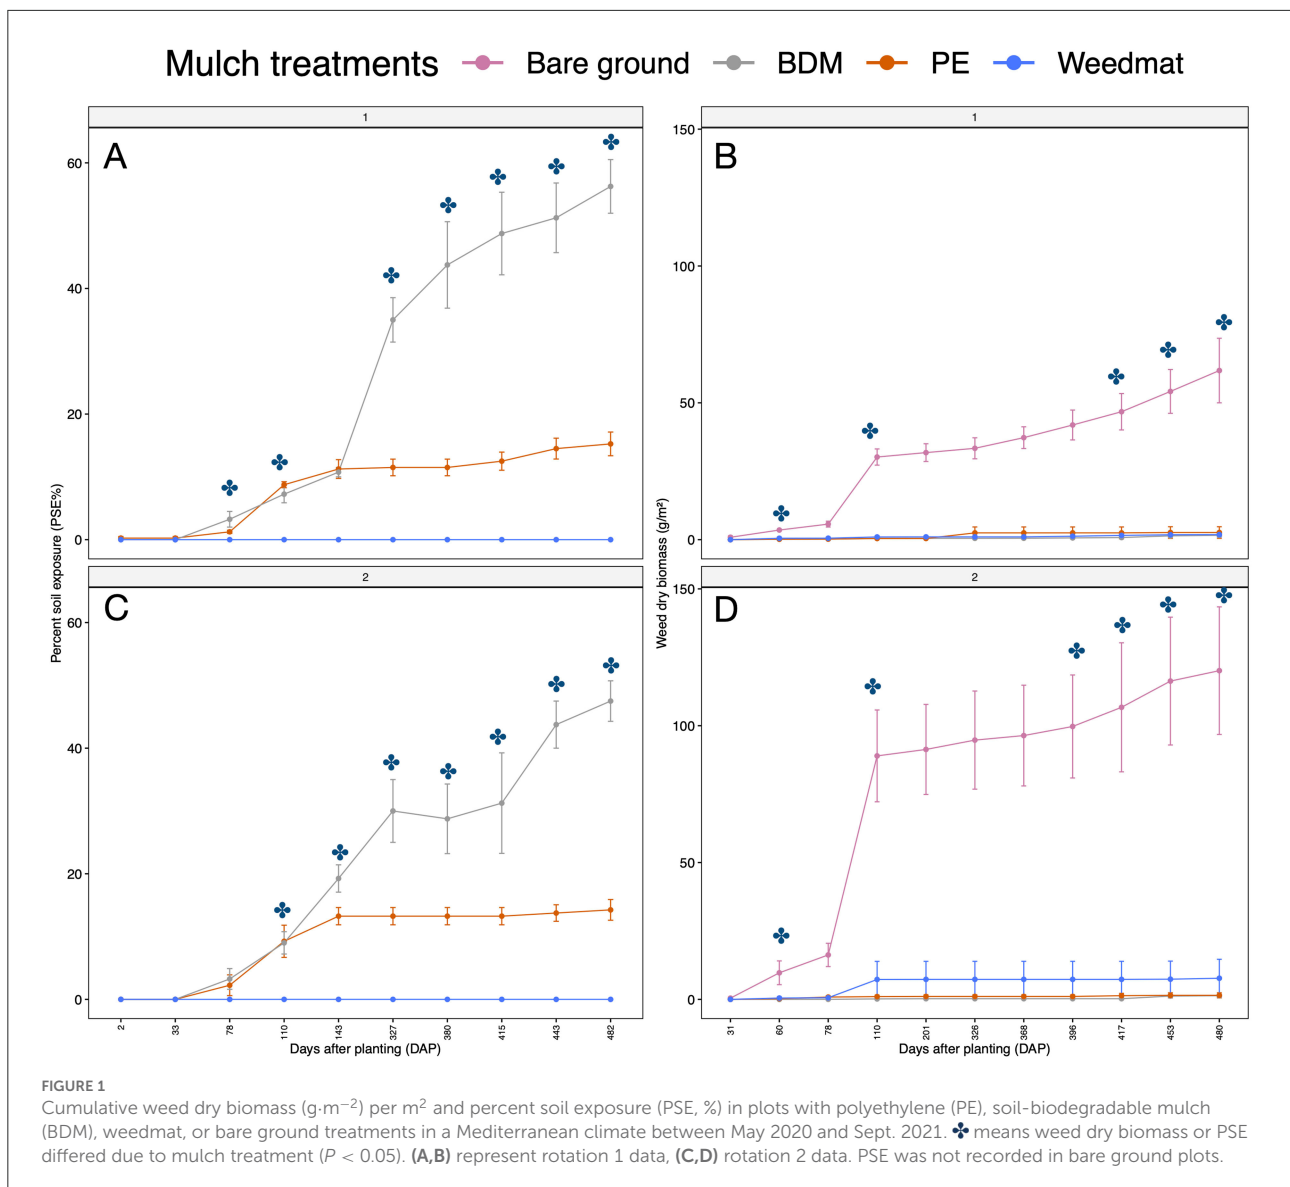 Mulch treatments Bare ground BDM PE Weedmat
1
A
60
40
20
0
1
B
150
100
50
0
Percent soil exposure (PSE%)
Weed dry biomass (g/m²)
2
C
60
40
20
0
2 33 78 110 143 327 380 415 443 482
Days after planting (DAP)
2
D
150
100
50
0
31 60 78 110 201 326 368 396 417 453 480
Days after planting (DAP)
FIGURE 1
Cumulative weed dry biomass (g·m⁻²) per m² and percent soil exposure (PSE, %) in plots with polyethylene (PE), soil-biodegradable mulch
(BDM), weedmat, or bare ground treatments in a Mediterranean climate between May 2020 and Sept. 2021. ✤ means weed dry biomass or PSE
differed due to mulch treatment (P < 0.05). (A,B) represent rotation 1 data, (C,D) rotation 2 data. PSE was not recorded in bare ground plots.